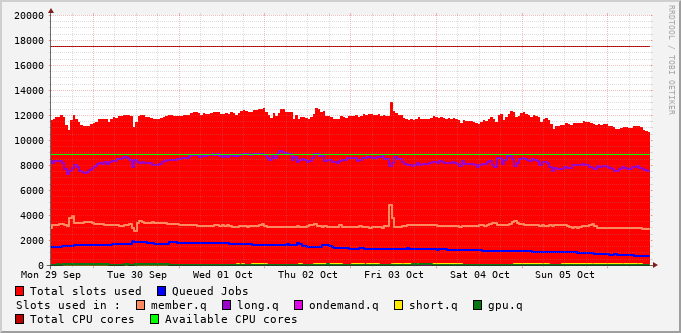 20000
18000
16000
14000
12000
10000
8000
6000
4000
2000
0
Mon 29 Sep Tue 30 Sep Wed 01 Oct Thu 02 Oct Fri 03 Oct Sat 04 Oct Sun 05 Oct
Total slots used Queued Jobs
Slots used in : member.q long.q ondemand.q short.q gpu.q
Total CPU cores Available CPU cores
RRDTOOL / TOBI OETIKER